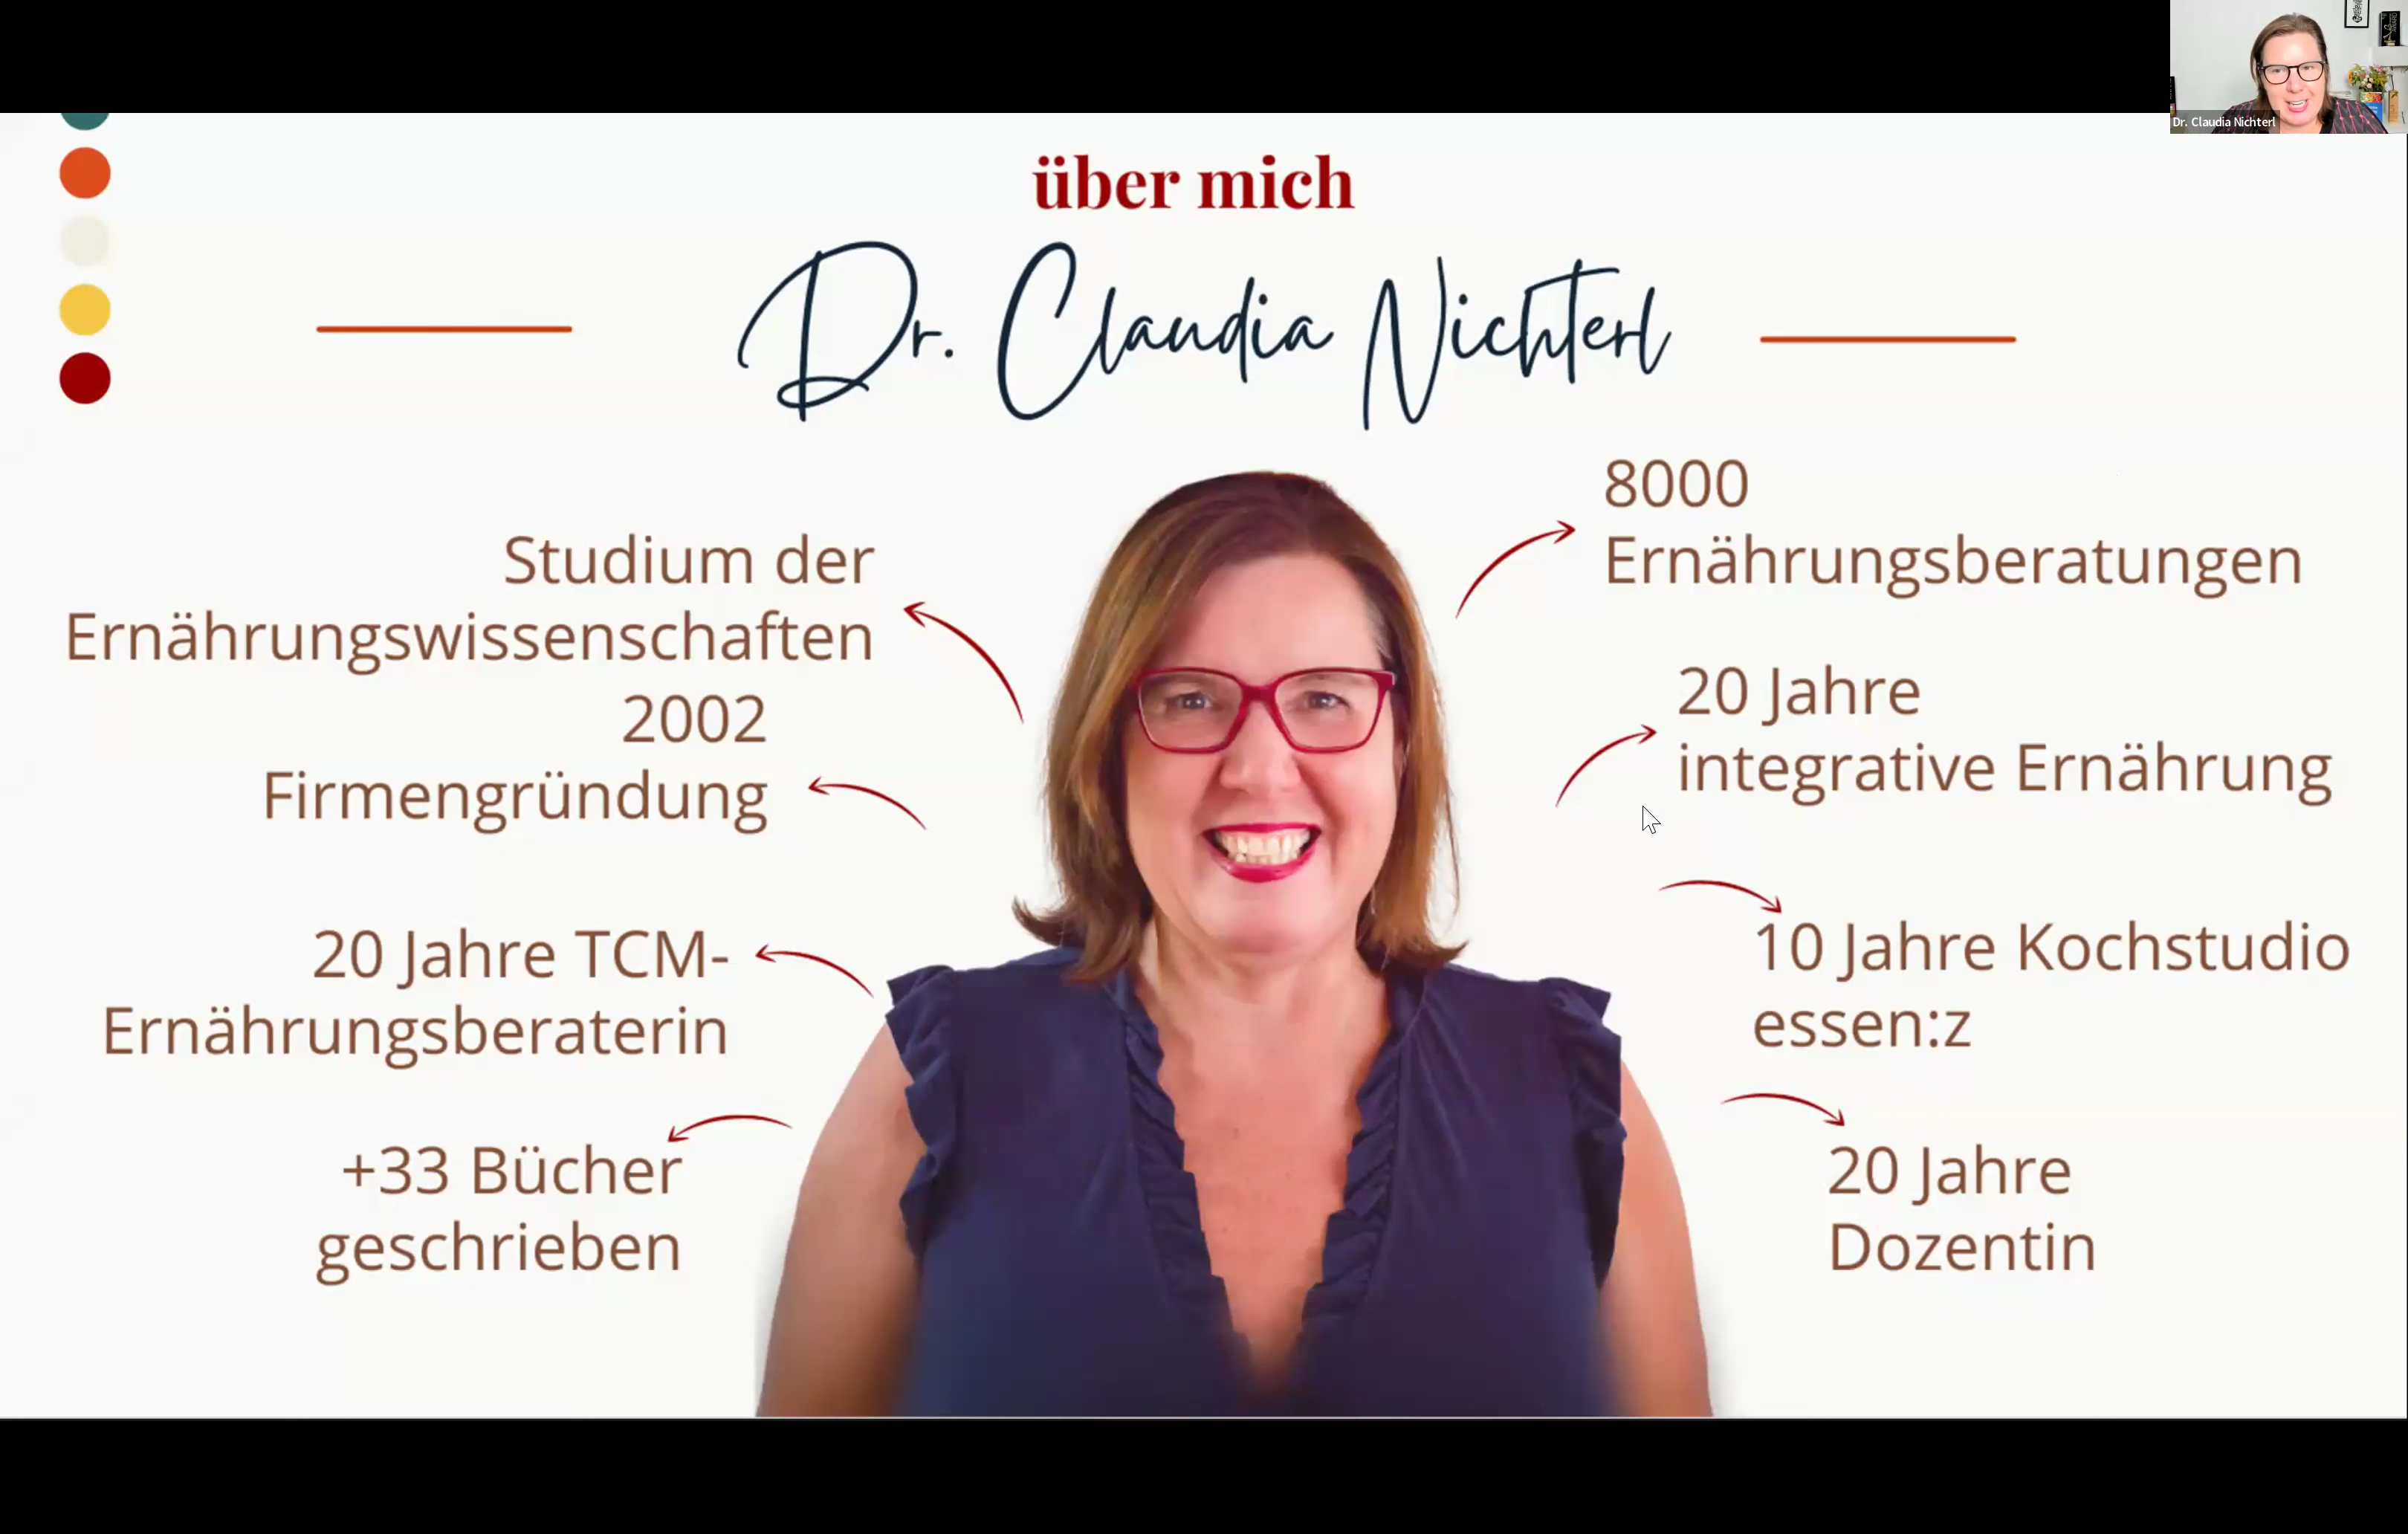 Dr. Claudia Nichterl
über mich
Dr. Claudia Nichterl
Studium der
Ernährungswissenschaften
2002
Firmengründung
20 Jahre TCM-
Ernährungsberaterin
+33 Bücher
geschrieben
8000
Ernährungsberatungen
20 Jahre
integrative Ernährung
10 Jahre Kochstudio
essen:z
20 Jahre
Dozentin